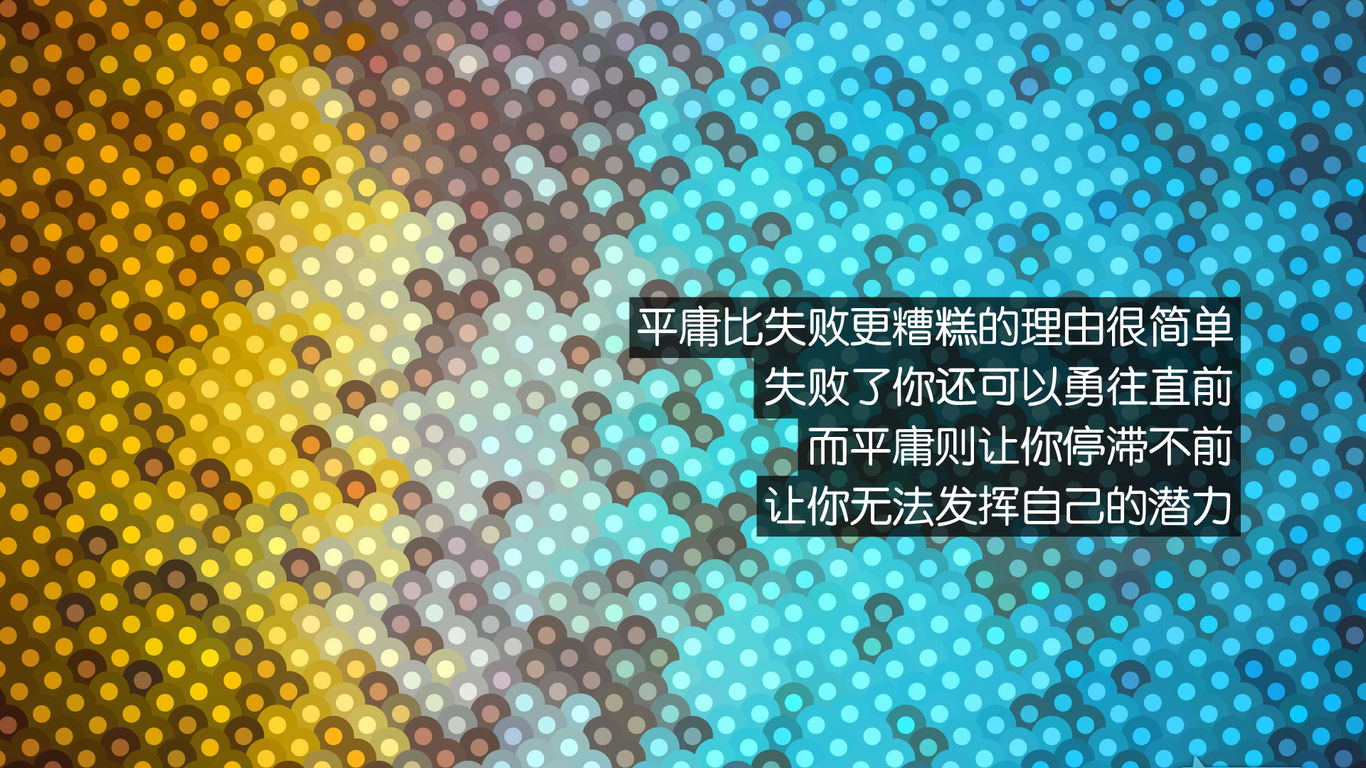 平庸比失败更糟糕的理由很简单
失败了你还可以勇往直前
而平庸则让你停滞不前
让你无法发挥自己的潜力